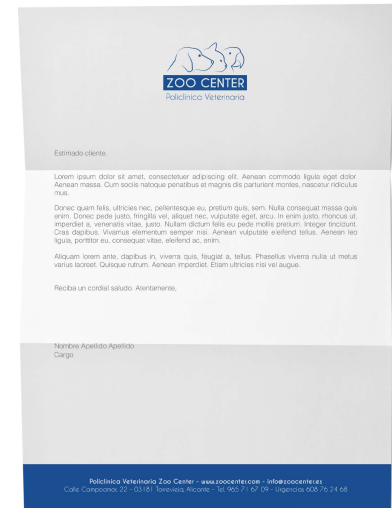 ZOO CENTER
Policlínica Veterinaria
Estimado cliente,
Lorem ipsum dolor sit amet, consectetuer adipiscing elit. Aenean commodo ligula eget dolor.
Aenean massa. Cum sociis natoque penatibus et magnis dis parturient montes, nascetur ridiculus
mus.
Donec quam felis, ultricies nec, pellentesque eu, pretium quis, sem. Nulla consequat massa quis
enim. Donec pede justo, fringilla vel, aliquet nec, vulputate eget, arcu. In enim justo, rhoncus ut,
imperdiet a, venenatis vitae, justo. Nullam dictum felis eu pede mollis pretium. Integer tincidunt.
Cras dapibus. Vivamus elementum semper nisi. Aenean vulputate eleifend tellus. Aenean leo
ligula, porttitor eu, consequat vitae, eleifend ac, enim.
Aliquam lorem ante, dapibus in, viverra quis, feugiat a, tellus. Phasellus viverra nulla ut metus
varius laoreet. Quisque rutrum. Aenean imperdiet. Etiam ultricies nisi vel augue.
Reciba un cordial saludo. Atentamente,
Nombre Apellido Apellido
Cargo
Policlínica Veterinaria Zoo Center - www.zoocenter.com - info@zoocenter.es
Calle Campoamor, 22 - 03181 Torrevieja, Alicante - Tel. 965 71 67 09 - Urgencias 608 76 24 68